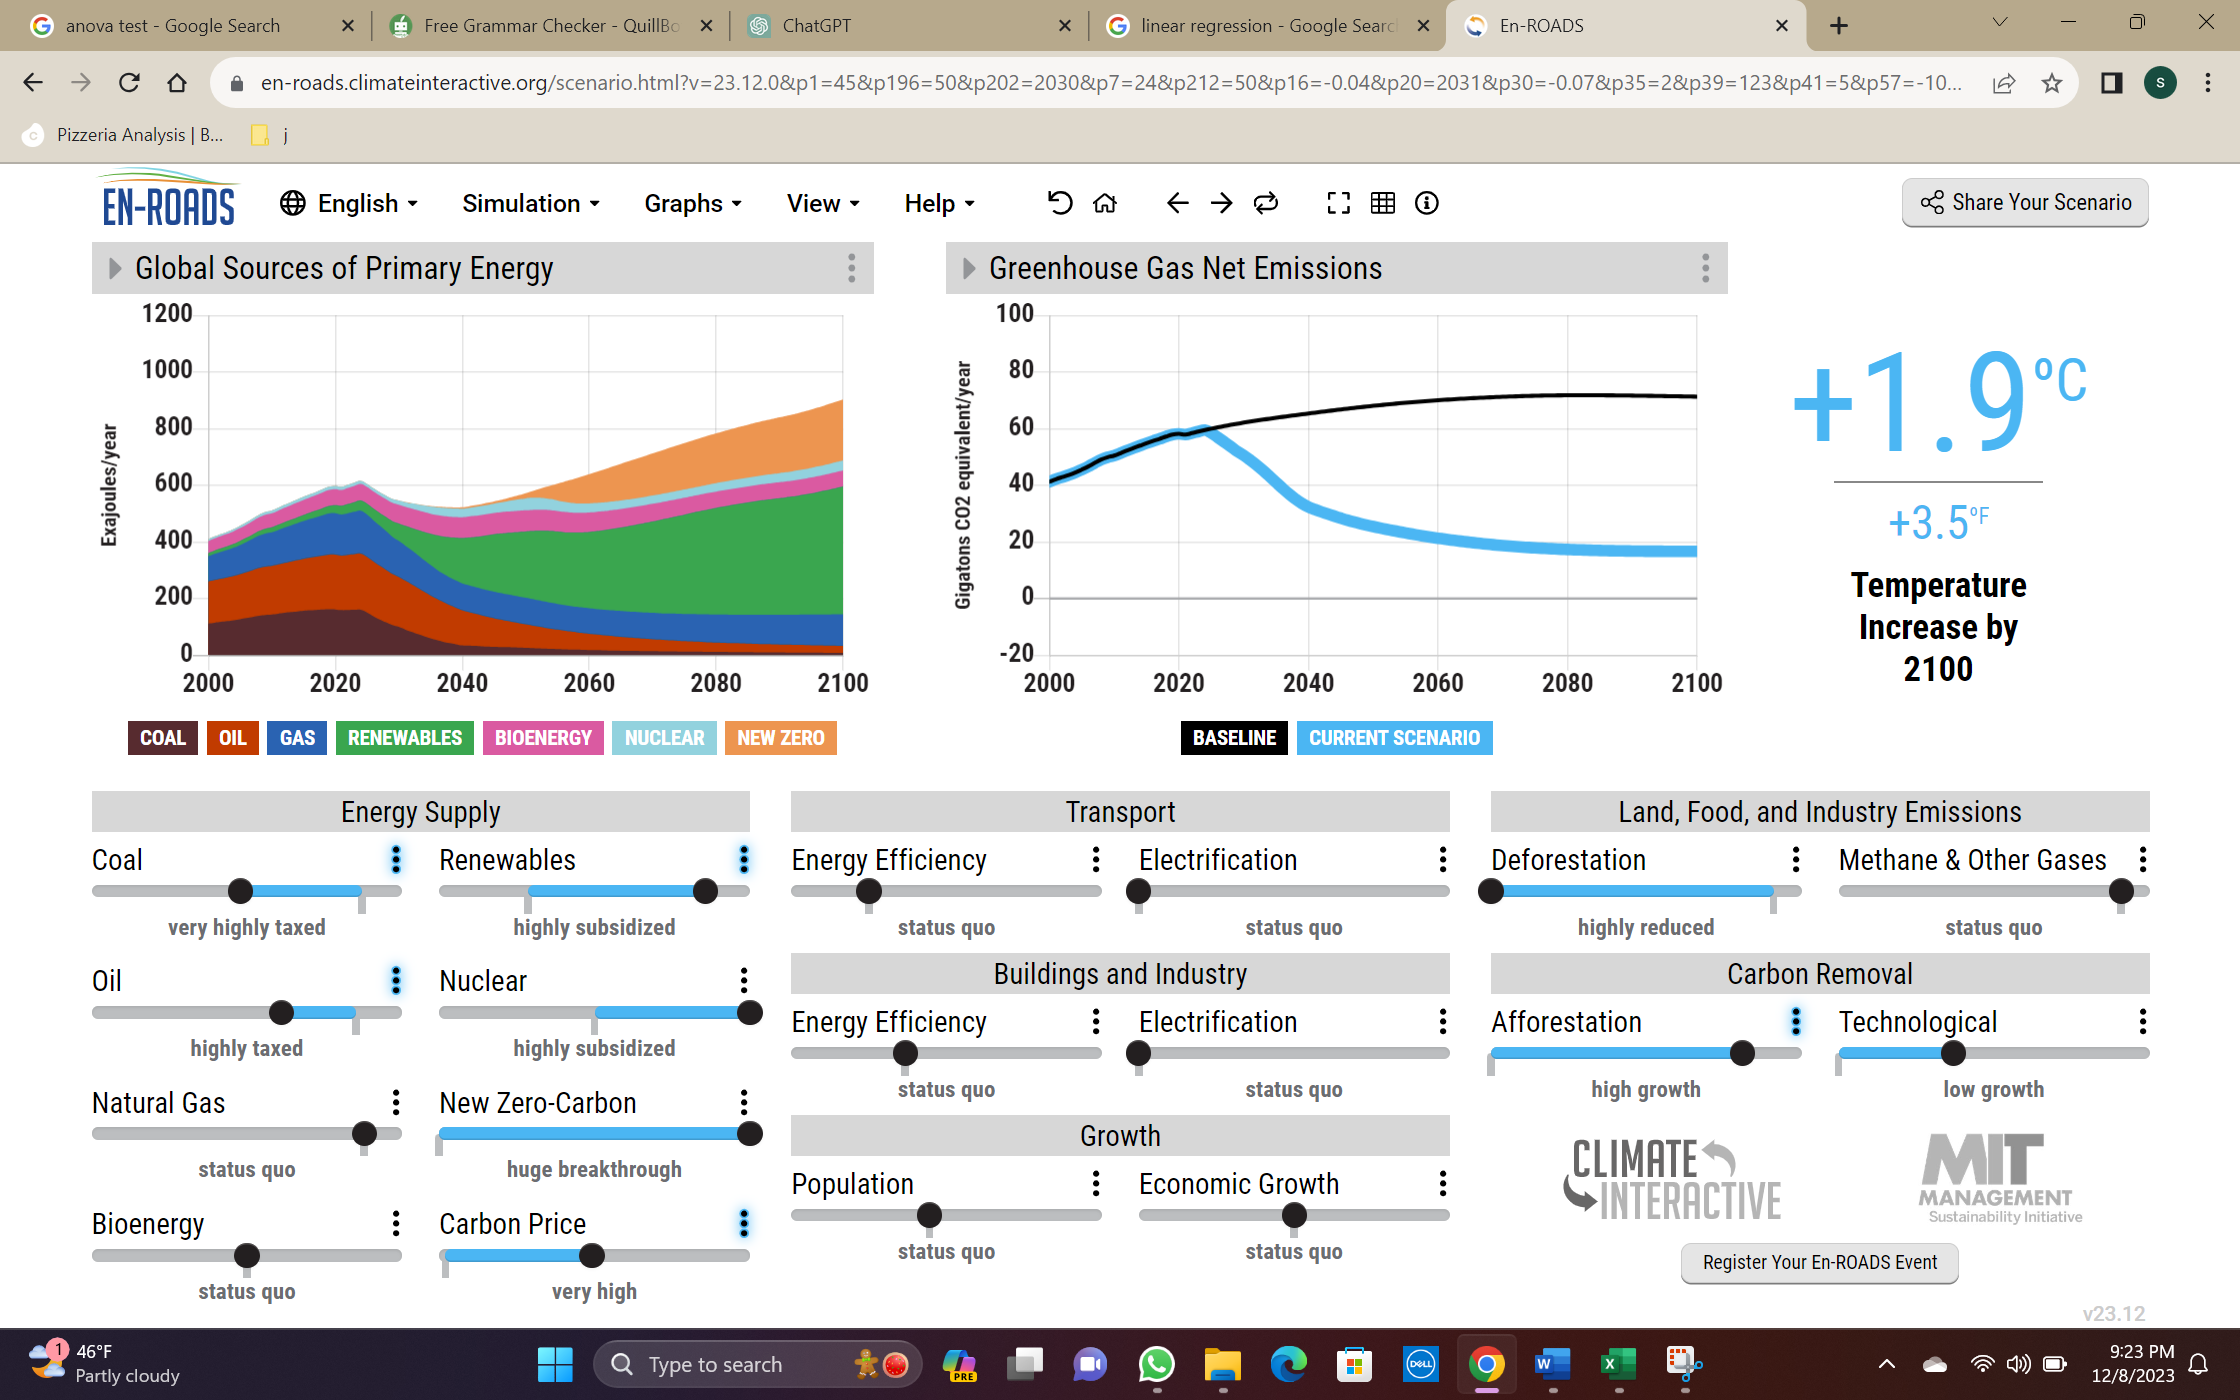 anova test - Google Search
Free Grammar Checker - QuillBo
ChatGPT
linear regression - Google Searc
En-ROADS
en-roads.climateinteractive.org/scenario.html?v=23.12.0&p1=45&p196=50&p202=2030&p7=24&p212=50&p16=-0.04&p20=2031&p30=-0.07&p35=2&p39=123&p41=5&p57=-10...
S
C
Pizzeria Analysis | B...
j
EN-ROADS
English
Simulation
Graphs
View
Help
Share Your Scenario
Global Sources of Primary Energy
Exajoules/year
1200
1000
800
600
400
200
0
2000 2020 2040 2060 2080 2100
COAL OIL GAS RENEWABLES BIOENERGY NUCLEAR NEW ZERO
Greenhouse Gas Net Emissions
Gigatons CO2 equivalent/year
100
80
60
40
20
0
-20
2000 2020 2040 2060 2080 2100
BASELINE CURRENT SCENARIO
+1.9°C
+3.5°F
Temperature
Increase by
2100
Energy Supply
Coal
very highly taxed
Renewables
highly subsidized
Oil
highly taxed
Nuclear
highly subsidized
Natural Gas
status quo
New Zero-Carbon
huge breakthrough
Bioenergy
status quo
Carbon Price
very high
Transport
Energy Efficiency
status quo
Electrification
status quo
Buildings and Industry
Energy Efficiency
status quo
Electrification
status quo
Growth
Population
status quo
Economic Growth
status quo
Land, Food, and Industry Emissions
Deforestation
highly reduced
Methane & Other Gases
status quo
Carbon Removal
Afforestation
high growth
Technological
low growth
CLIMATE
INTERACTIVE
MIT
MANAGEMENT
Sustainability Initiative
Register Your En-ROADS Event
v23.12
1
46°F
Partly cloudy
Type to search
PRE
DELL
W
X
9:23 PM
12/8/2023